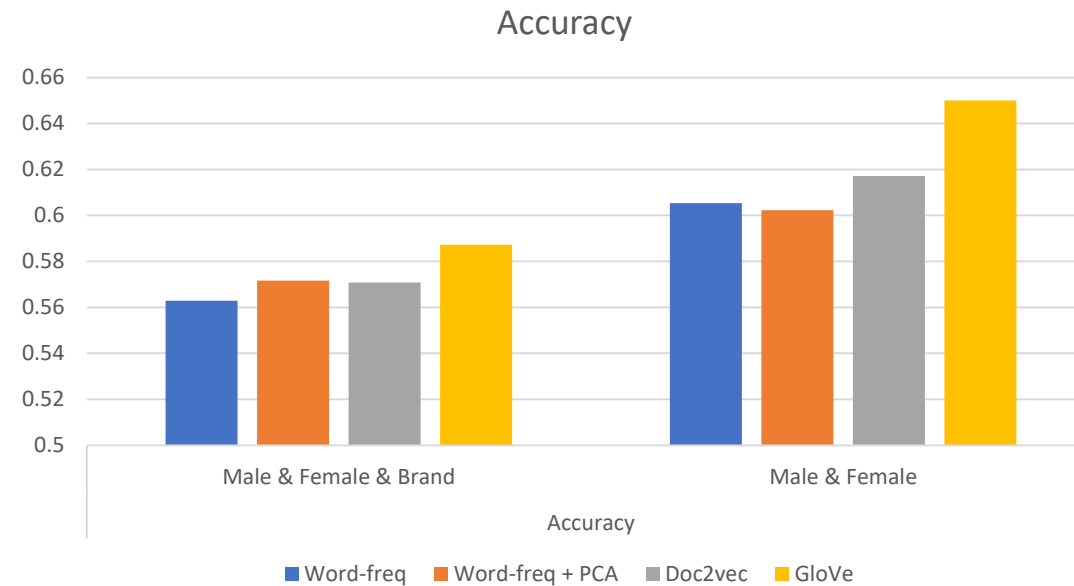 Accuracy
0.66
0.64
0.62
0.6
0.58
0.56
0.54
0.52
0.5
Male & Female & Brand
Male & Female
Accuracy
Word-freq Word-freq + PCA Doc2vec GloVe